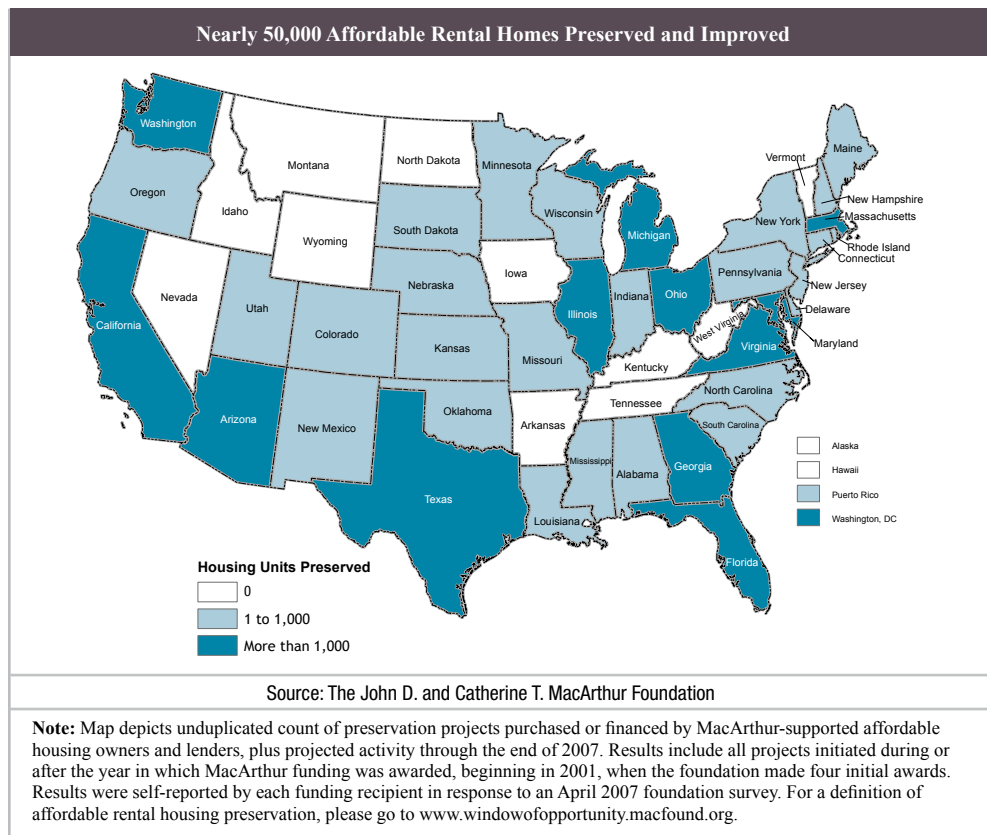 Nearly 50,000 Affordable Rental Homes Preserved and Improved
Washington
Montana
North Dakota
Minnesota
Maine
Vermont
Oregon
Idaho
Wyoming
South Dakota
Wisconsin
Michigan
New York
New Hampshire
Massachusetts
Rhode Island
Connecticut
Nevada
Utah
Colorado
Nebraska
Iowa
Illinois
Indiana
Ohio
Pennsylvania
New Jersey
Delaware
Maryland
West Virginia
Virginia
California
Kansas
Missouri
Kentucky
Arizona
New Mexico
Oklahoma
Arkansas
Tennessee
North Carolina
South Carolina
Texas
Louisiana
Mississippi
Alabama
Georgia
Florida
Alaska
Hawaii
Puerto Rico
Washington, DC
Housing Units Preserved
0
1 to 1,000
More than 1,000
Source: The John D. and Catherine T. MacArthur Foundation
Note: Map depicts unduplicated count of preservation projects purchased or financed by MacArthur-supported affordable
housing owners and lenders, plus projected activity through the end of 2007. Results include all projects initiated during or
after the year in which MacArthur funding was awarded, beginning in 2001, when the foundation made four initial awards.
Results were self-reported by each funding recipient in response to an April 2007 foundation survey. For a definition of
affordable rental housing preservation, please go to www.windowofopportunity.macfound.org.